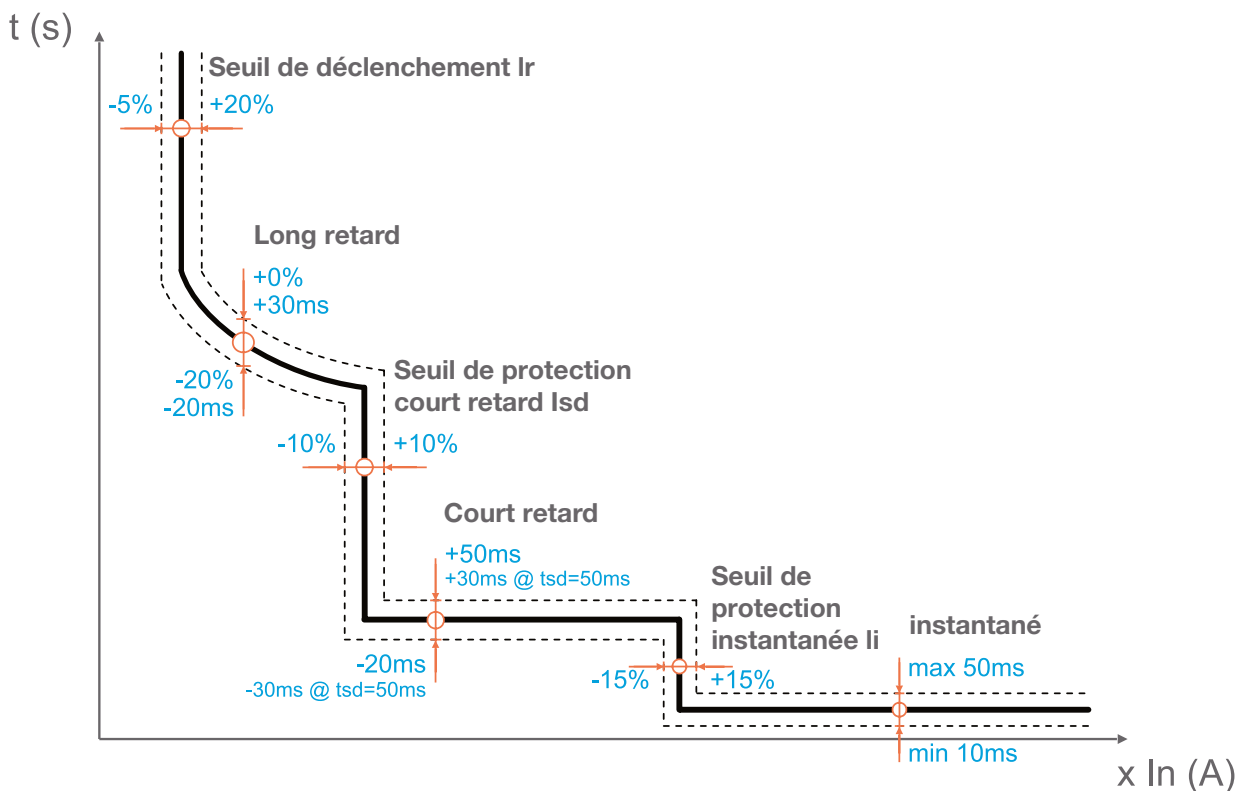 t (s)
Seuil de déclenchement Ir
-5%
+20%
Long retard
+0%
+30ms
-20%
-20ms
Seuil de protection
court retard Isd
-10%
+10%
Court retard
+50ms
+30ms @ tsd=50ms
-20ms
-30ms @ tsd=50ms
Seuil de
protection
instantanée Ii
-15%
+15%
instantané
max 50ms
min 10ms
x In (A)